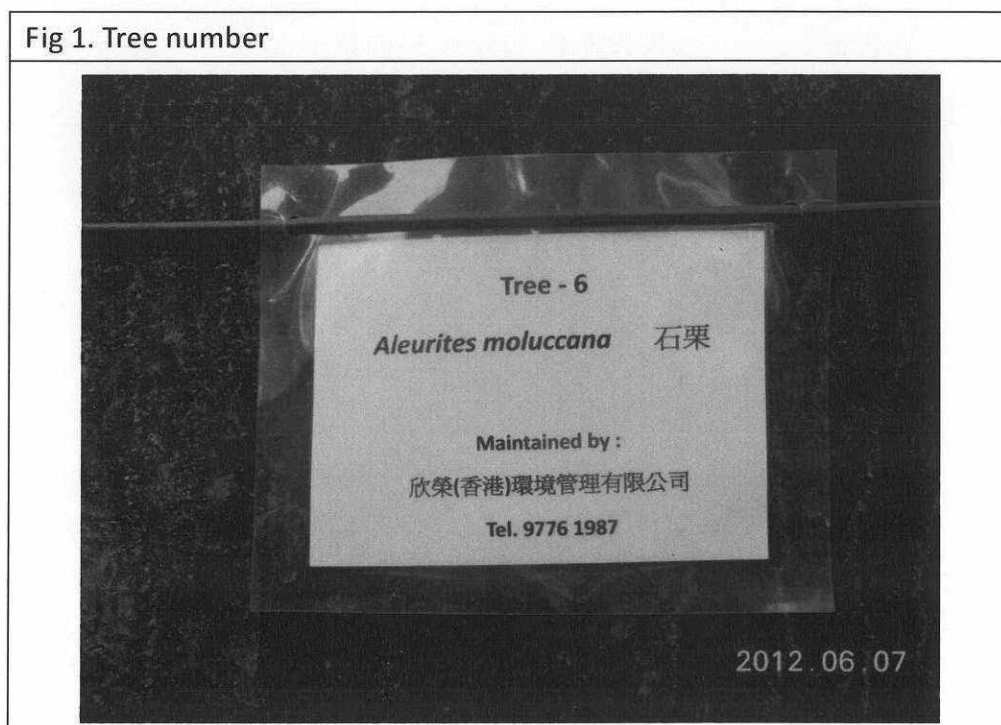 Fig 1. Tree number
Tree - 6
Aleurites moluccana 石栗
Maintained by :
欣榮(香港)環境管理有限公司
Tel. 9776 1987
2012.06.07